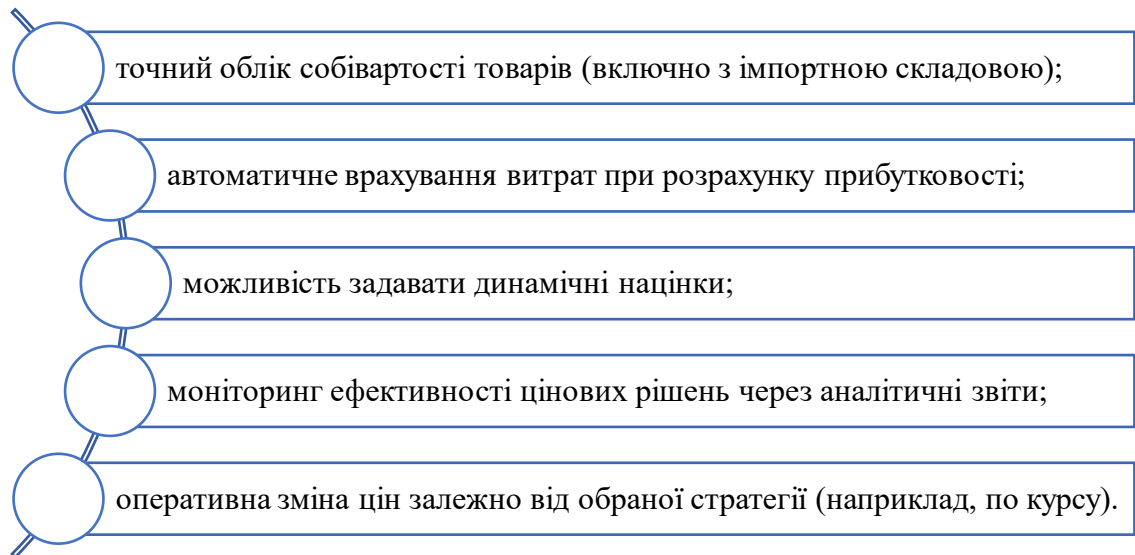 точний облік собівартості товарів (включно з імпортною складовою);
автоматичне врахування витрат при розрахунку прибутковості;
можливість задавати динамічні націнки;
моніторинг ефективності цінових рішень через аналітичні звіти;
оперативна зміна цін залежно від обраної стратегії (наприклад, по курсу).